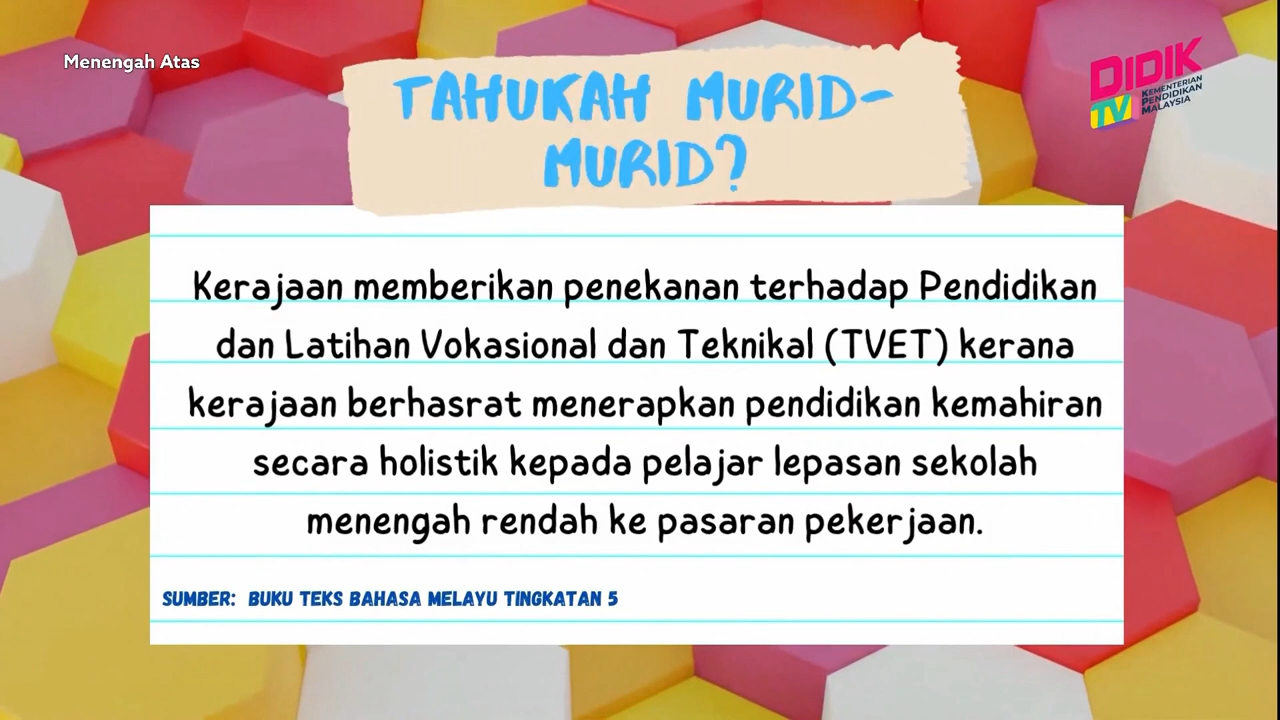 Menengah Atas
DIDIK
TV
KEMENTERIAN
PENDIDIKAN
MALAYSIA
TAHUKAH MURID-
MURID?
Kerajaan memberikan penekanan terhadap Pendidikan
dan Latihan Vokasional dan Teknikal (TVET) kerana
kerajaan berhasrat menerapkan pendidikan kemahiran
secara holistik kepada pelajar lepasan sekolah
menengah rendah ke pasaran pekerjaan.
SUMBER: BUKU TEKS BAHASA MELAYU TINGKATAN 5